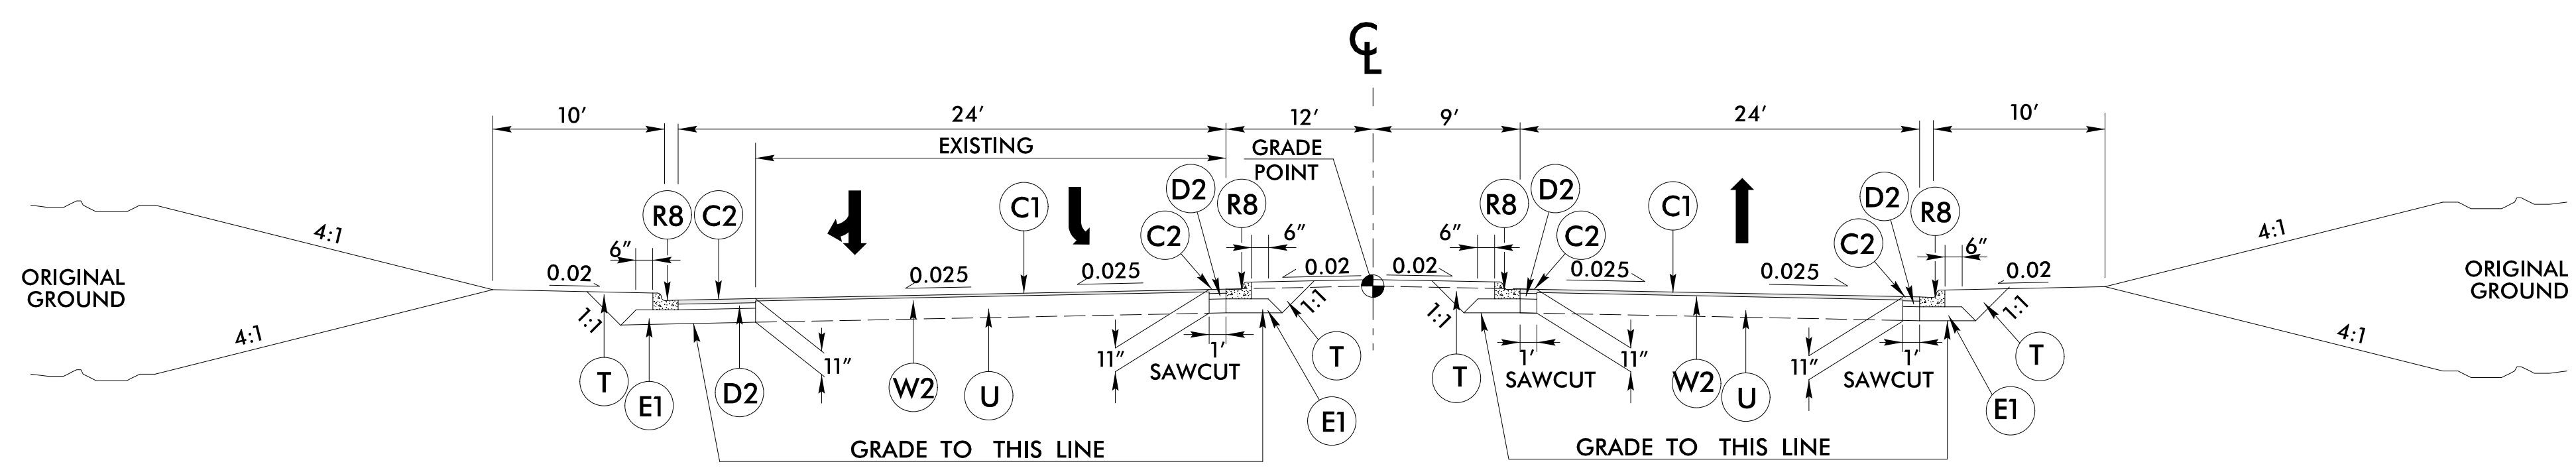 ℄
10′ 24′ 12′ 9′ 24′ 10′
EXISTING
GRADE
POINT
R8 C2 C1 D2 R8 R8 D2 C1 D2 R8
C2 C2 C2
6″ 6″ 6″ 6″
4:1 4:1
ORIGINAL
GROUND
ORIGINAL
GROUND
0.02 0.025 0.025 0.02 0.02 0.025 0.025 0.02
1:1 1:1 1:1 1:1
4:1 4:1
11″ 11″ 1′ 1′ 11″ 11″ 1′
SAWCUT SAWCUT SAWCUT
T E1 D2 W2 U T T W2 U T
E1 E1
GRADE TO THIS LINE
GRADE TO THIS LINE